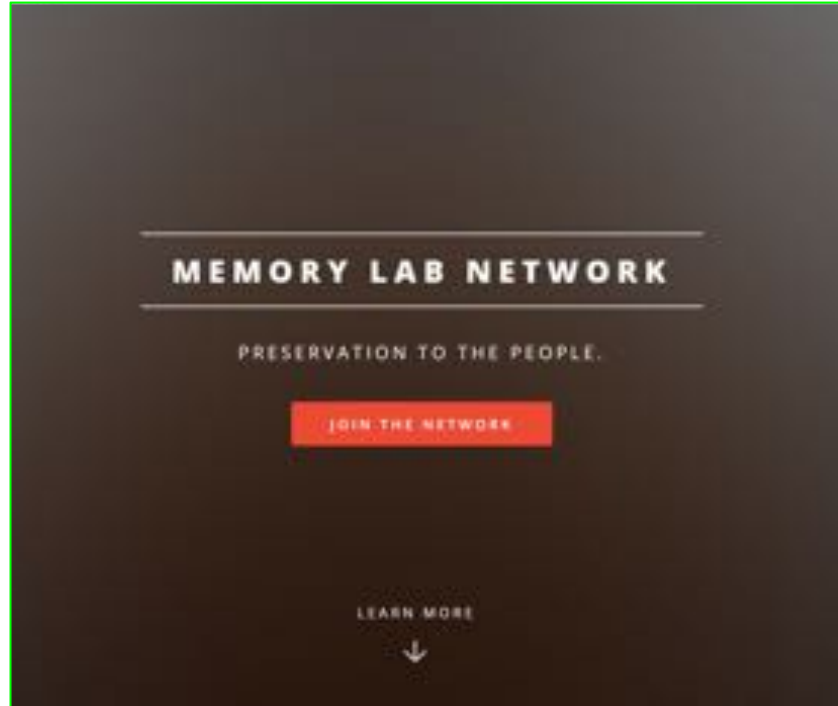 MEMORY LAB NETWORK
PRESERVATION TO THE PEOPLE.
JOIN THE NETWORK
LEARN MORE